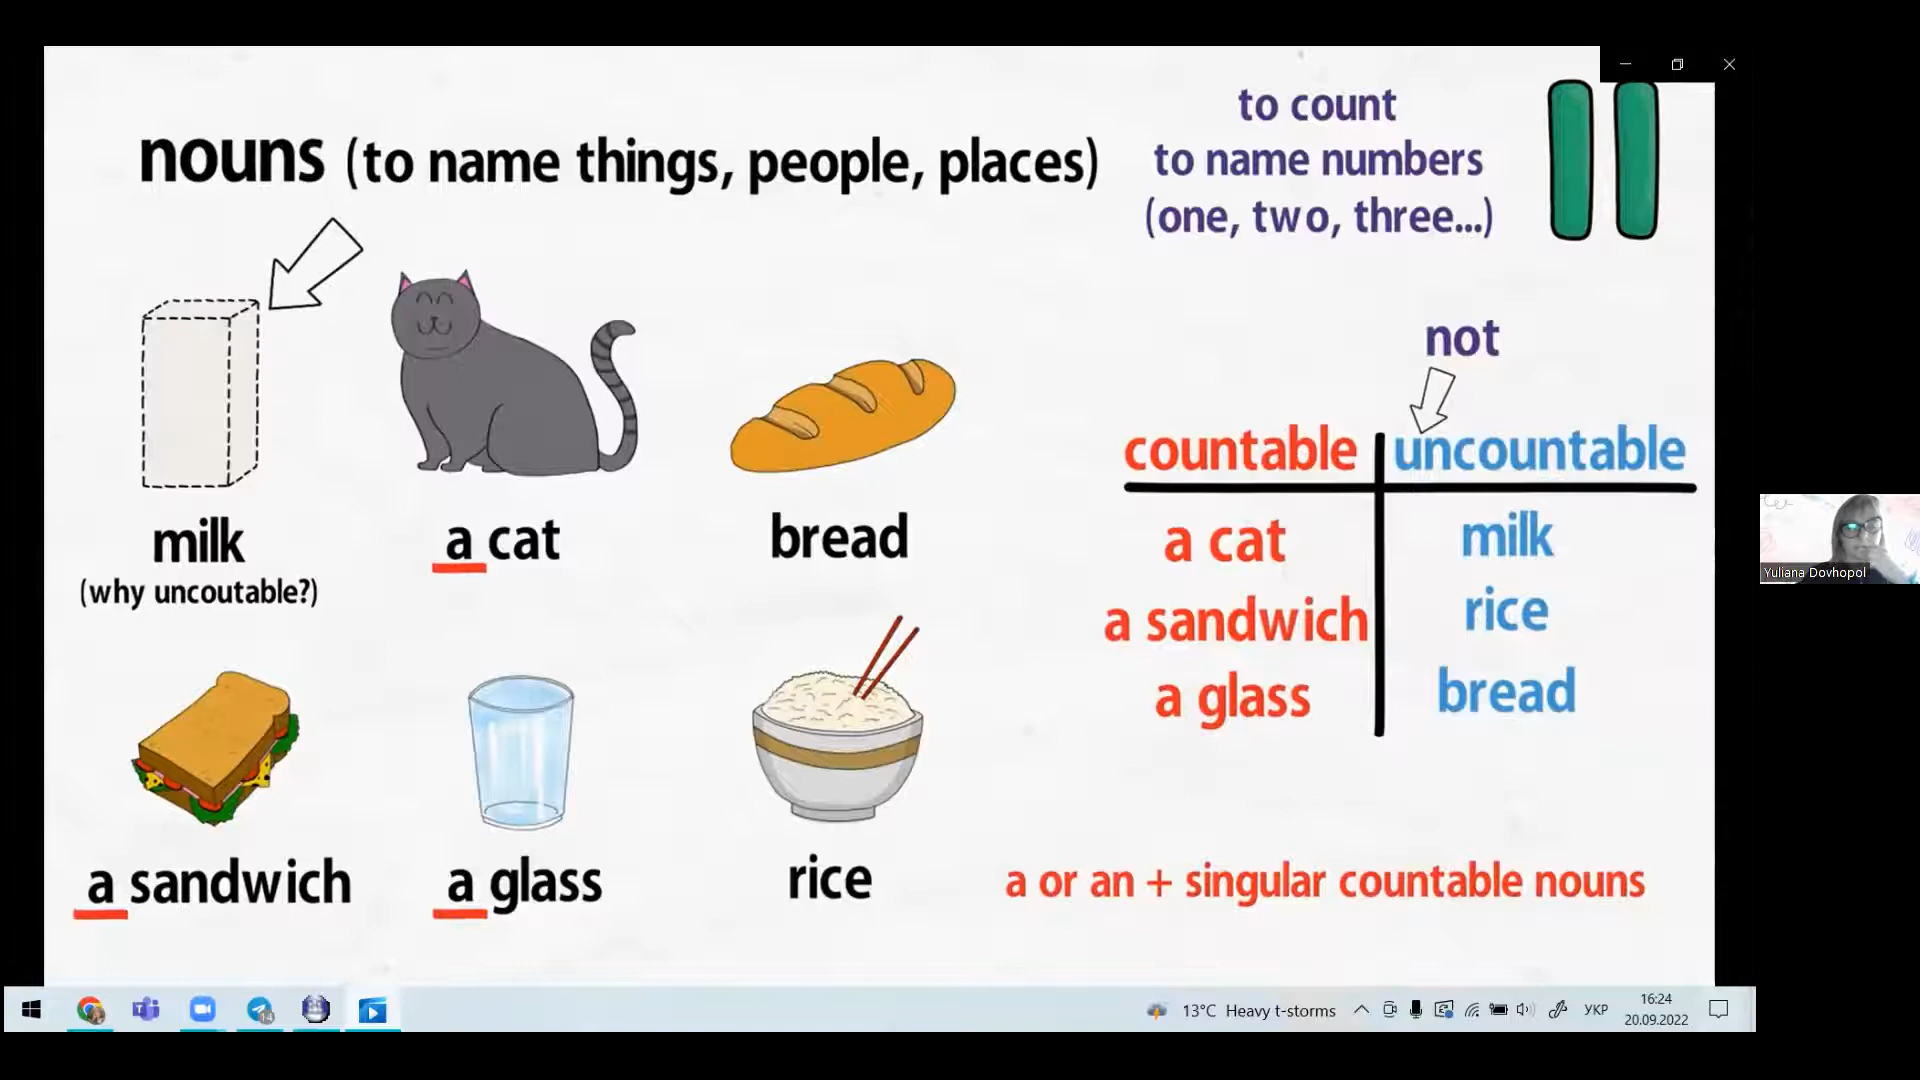 nouns (to name things, people, places)
to count
to name numbers
(one, two, three...)
not
countable
uncountable
milk
(why uncoutable?)
a cat
bread
a cat
milk
a sandwich
rice
a glass
bread
a sandwich
a glass
rice
a or an + singular countable nouns
Yuliana Dovhopol
14
13°C Heavy t-storms
УКР
16:24
20.09.2022